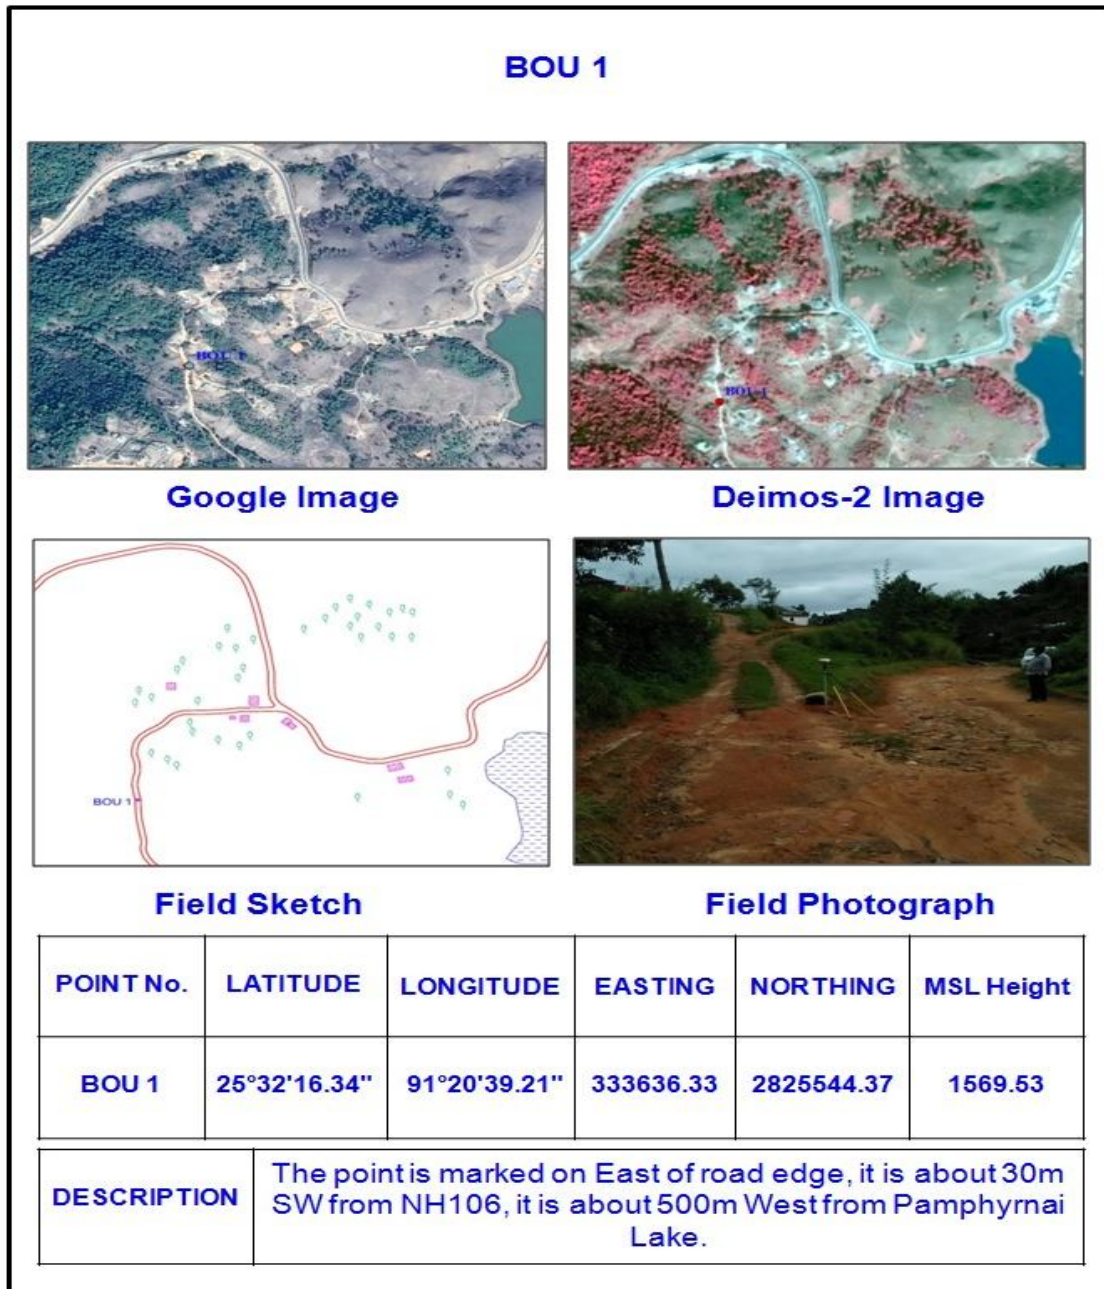 BOU 1
BOU 1
BOU-1
Google Image
Deimos-2 Image
BOU 1
Field Sketch
Field Photograph
POINT No. LATITUDE LONGITUDE EASTING NORTHING MSL Height
BOU 1 25°32'16.34" 91°20'39.21" 333636.33 2825544.37 1569.53
DESCRIPTION
The point is marked on East of road edge, it is about 30m
SW from NH106, it is about 500m West from Pamphyrnai
Lake.